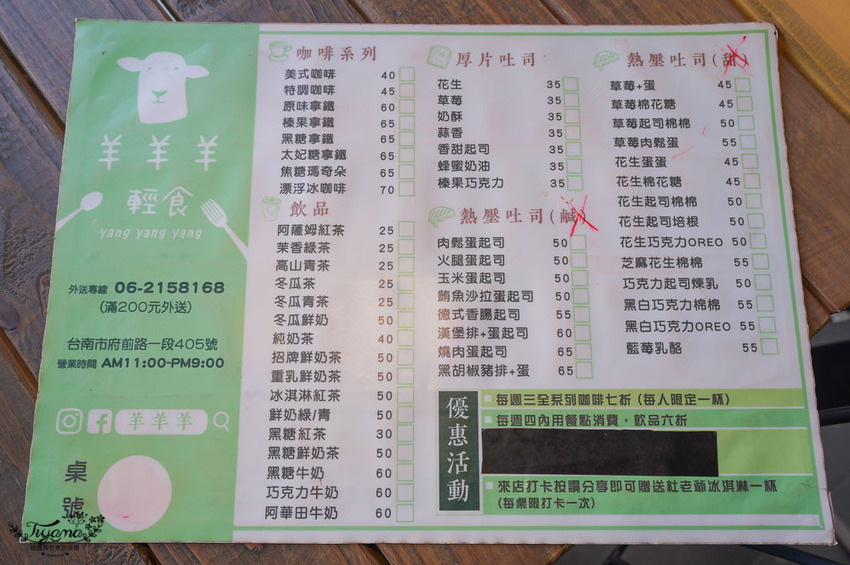 羊 羊 羊
輕食
yang yang yang
外送專線 06-2158168
(滿200元外送)
台南市府前路一段405號
營業時間 AM11:00~PM9:00
羊羊羊
桌號
咖啡系列
美式咖啡 40
特調咖啡 45
原味拿鐵 60
榛果拿鐵 65
黑糖拿鐵 65
太妃糖拿鐵 65
焦糖瑪奇朵 65
漂浮冰咖啡 70
飲品
阿薩姆紅茶 25
茉香綠茶 25
高山青茶 25
冬瓜茶 25
冬瓜青茶 25
冬瓜鮮奶 50
純奶茶 40
招牌鮮奶茶 50
重乳鮮奶茶 50
冰淇淋紅茶 50
鮮奶綠/青 50
黑糖紅茶 30
黑糖鮮奶茶 50
黑糖牛奶 60
巧克力牛奶 60
阿華田牛奶 60
厚片吐司
花生 35
草莓 35
奶酥 35
蒜香 35
香甜起司 35
蜂蜜奶油 35
榛果巧克力 35
熱壓吐司(鹹)
肉鬆蛋起司 50
火腿蛋起司 50
玉米蛋起司 50
鮪魚沙拉蛋起司 50
德式香腸起司 55
漢堡排+蛋起司 60
燒肉蛋起司 65
黑胡椒豬排+蛋 65
熱壓吐司(甜)
草莓+蛋 45
草莓棉花糖 45
草莓起司棉棉 50
草莓肉鬆蛋 55
花生蛋蛋 45
花生棉花糖 45
花生起司棉棉 50
花生起司培根 50
花生巧克力OREO 50
芝麻花生棉棉 55
巧克力起司煉乳 50
黑白巧克力棉棉 55
黑白巧克力OREO 55
藍莓乳酪 55
優惠活動
每週三全系列咖啡七折 (每人限定一杯)
每週四內用餐點消費，飲品六折
來店打卡按讚分享即可贈送杜老爺冰淇淋一杯
(每桌限打卡一次)
Tiyama